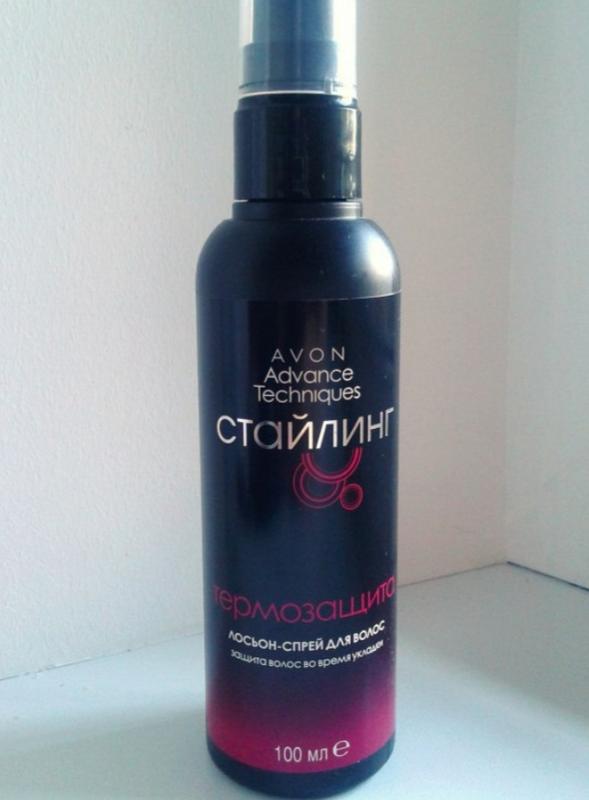 AVON
Advance
Techniques
стайлинг
термозащита
ЛОСЬОН-СПРЕЙ ДЛЯ ВОЛОС
защита волос во время укладки
100 мл e